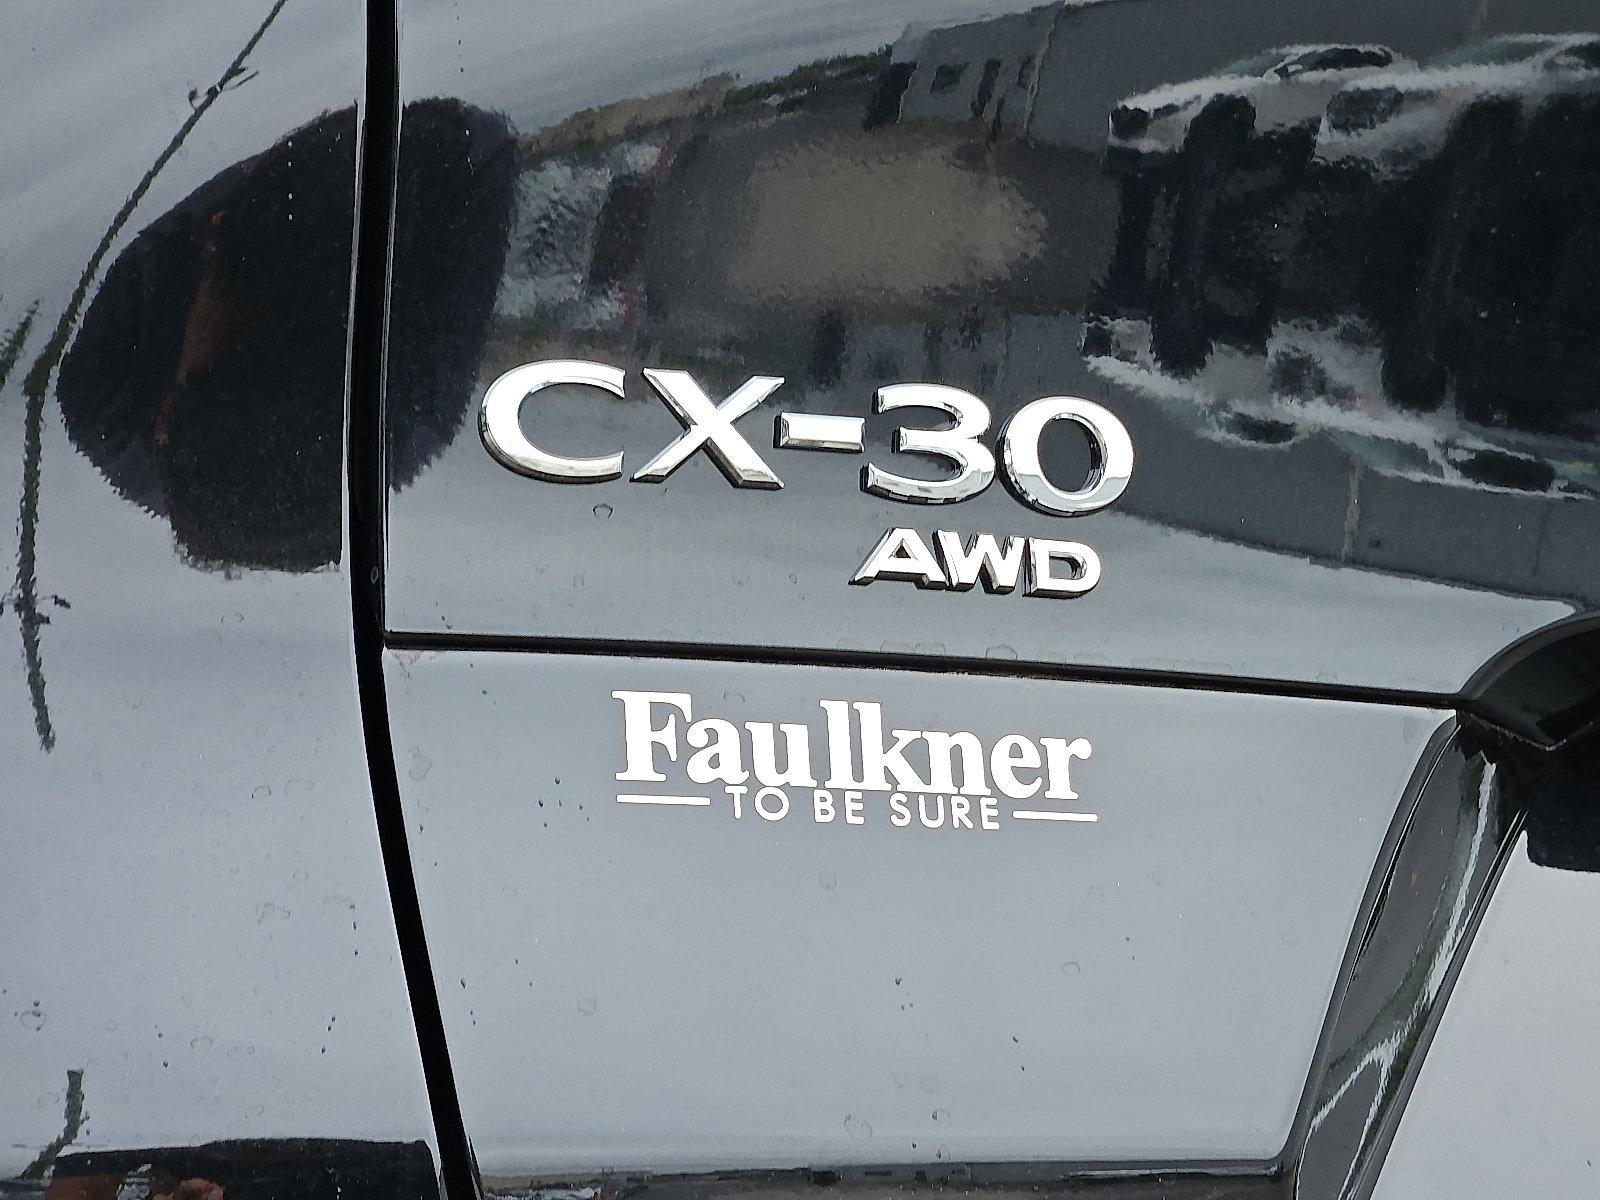 CX-30
AWD
Faulkner
TO BE SURE